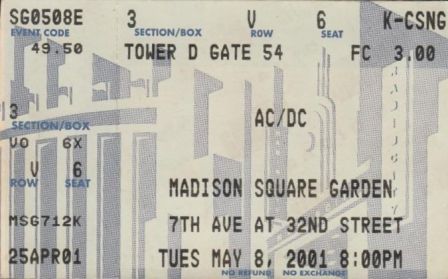 SG0508E 3 V 6 K-CSNG
EVENT CODE SECTION/BOX ROW SEAT
49.50 TOWER D GATE 54 FC 3.00
3 AC/DC
SECTION/BOX
VO 6X
V 6 MADISON SQUARE GARDEN
ROW SEAT
MSG712K 7TH AVE AT 32ND STREET
25APR01 TUES MAY 8, 2001 8:00PM
NO REFUND NO EXCHANGE
RADIO CITY